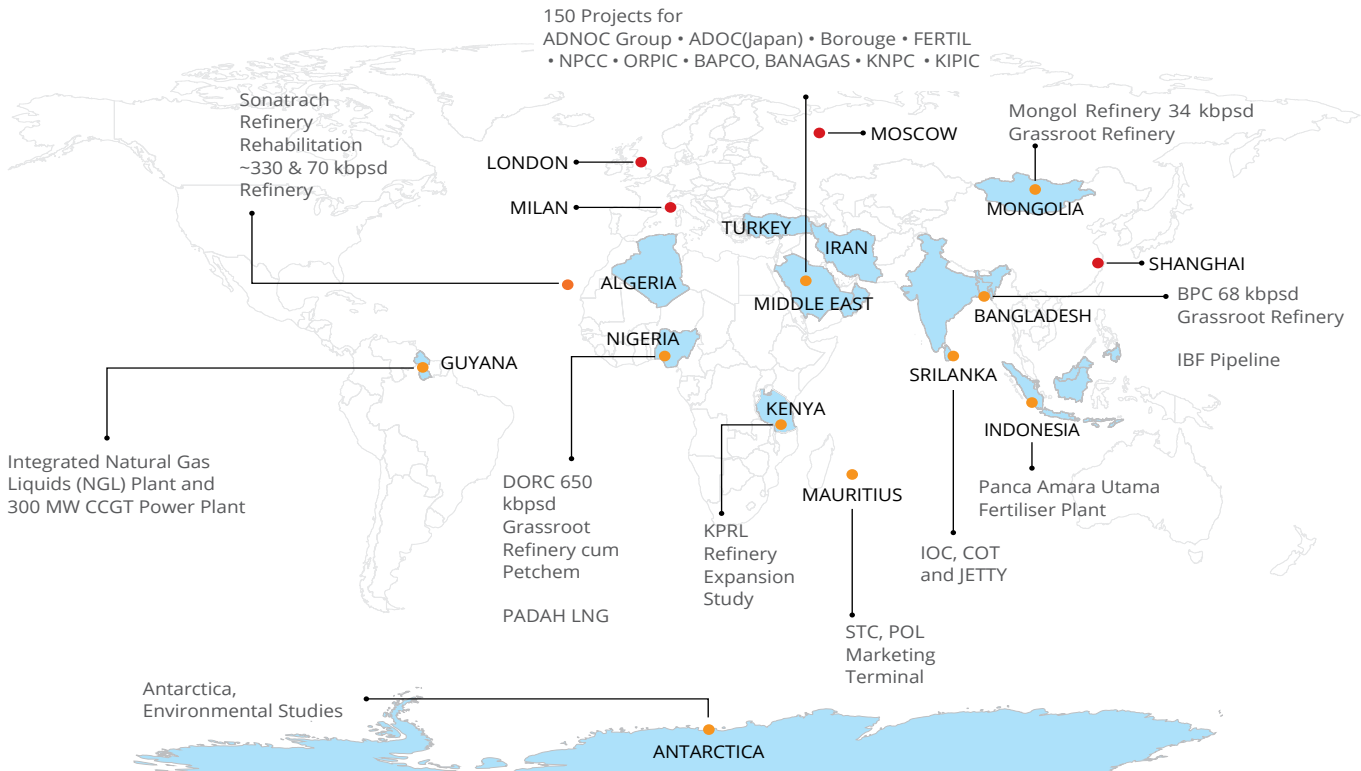 150 Projects for
ADNOC Group • ADOC(Japan) • Borouge • FERTIL
• NPCC • ORPIC • BAPCO, BANAGAS • KNPC • KIPIC
Sonatrach
Refinery
Rehabilitation
~330 & 70 kbpsd
Refinery
LONDON
MILAN
MOSCOW
Mongol Refinery 34 kbpsd
Grassroot Refinery
MONGOLIA
TURKEY
IRAN
ALGERIA
MIDDLE EAST
SHANGHAI
BANGLADESH
BPC 68 kbpsd
Grassroot Refinery
IBF Pipeline
NIGERIA
GUYANA
SRILANKA
KENYA
INDONESIA
Integrated Natural Gas
Liquids (NGL) Plant and
300 MW CCGT Power Plant
DORC 650
kbpsd
Grassroot
Refinery cum
Petchem
PADAH LNG
KPRL
Refinery
Expansion
Study
MAURITIUS
STC, POL
Marketing
Terminal
IOC, COT
and JETTY
Panca Amara Utama
Fertiliser Plant
Antarctica,
Environmental Studies
ANTARCTICA